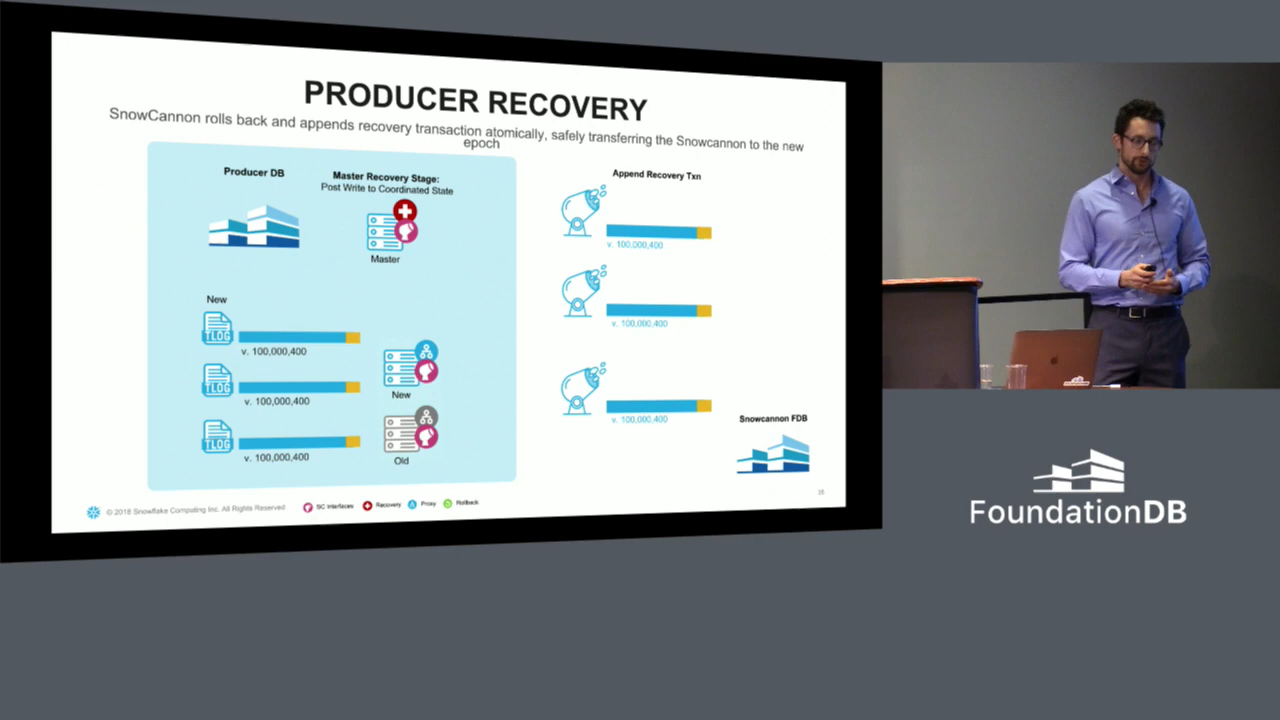 PRODUCER RECOVERY
SnowCannon rolls back and appends recovery transaction atomically, safely transferring the Snowcannon to the new
epoch
Producer DB
Master Recovery Stage:
Post Write to Coordinated State
Master
New
TLOG
v. 100,000,400
TLOG
v. 100,000,400
TLOG
v. 100,000,400
New
Old
Append Recovery Txn
v. 100,000,400
v. 100,000,400
v. 100,000,400
Snowcannon FDB
© 2018 Snowflake Computing Inc. All Rights Reserved
SC Interfaces
Recovery
Proxy
Rollback
FoundationDB